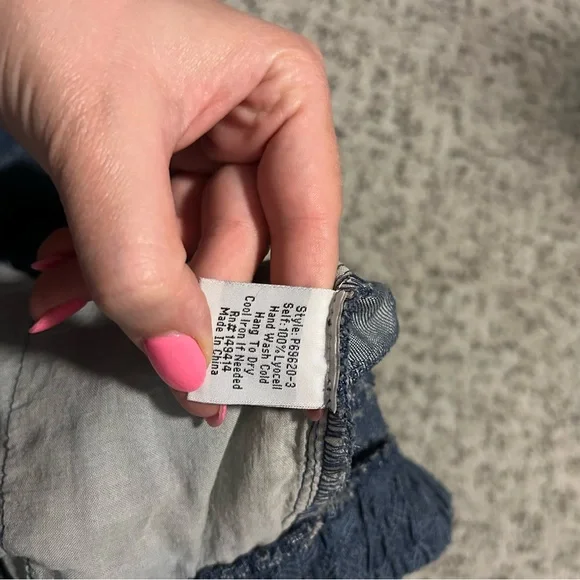 Style: P69620-3
Self: 100% Lyocell
Hand Wash Cold
Hang To Dry
Cool Iron If Needed
Rn# 149414
Made In China